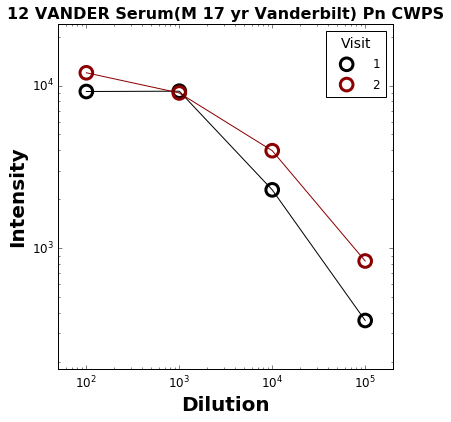 12 VANDER Serum(M 17 yr Vanderbilt) Pn CWPS
Visit
1
2
10⁴
10³
Intensity
10² 10³ 10⁴ 10⁵
Dilution